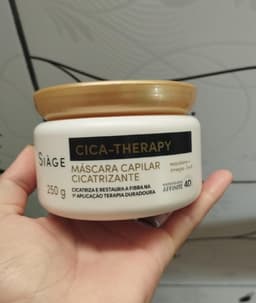 SIÀGE
CICA-THERAPY
MÁSCARA CAPILAR
CICATRIZANTE
250 g
CICATRIZA E RESTAURA A FIBRA NA
1ª APLICAÇÃO TERAPIA DURADOURA
4D